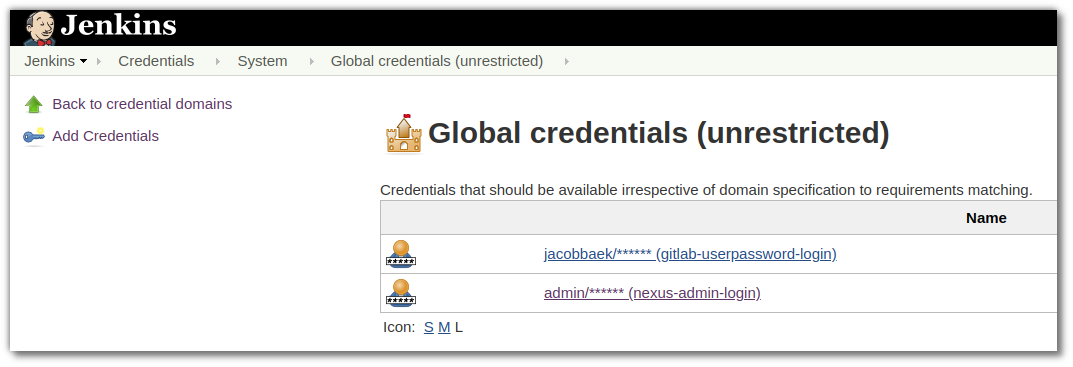 Jenkins
Jenkins Credentials System Global credentials (unrestricted)
Back to credential domains
Add Credentials
Global credentials (unrestricted)
Credentials that should be available irrespective of domain specification to requirements matching.
Name
jacobbaek/****** (gitlab-userpassword-login)
admin/****** (nexus-admin-login)
Icon: S M L